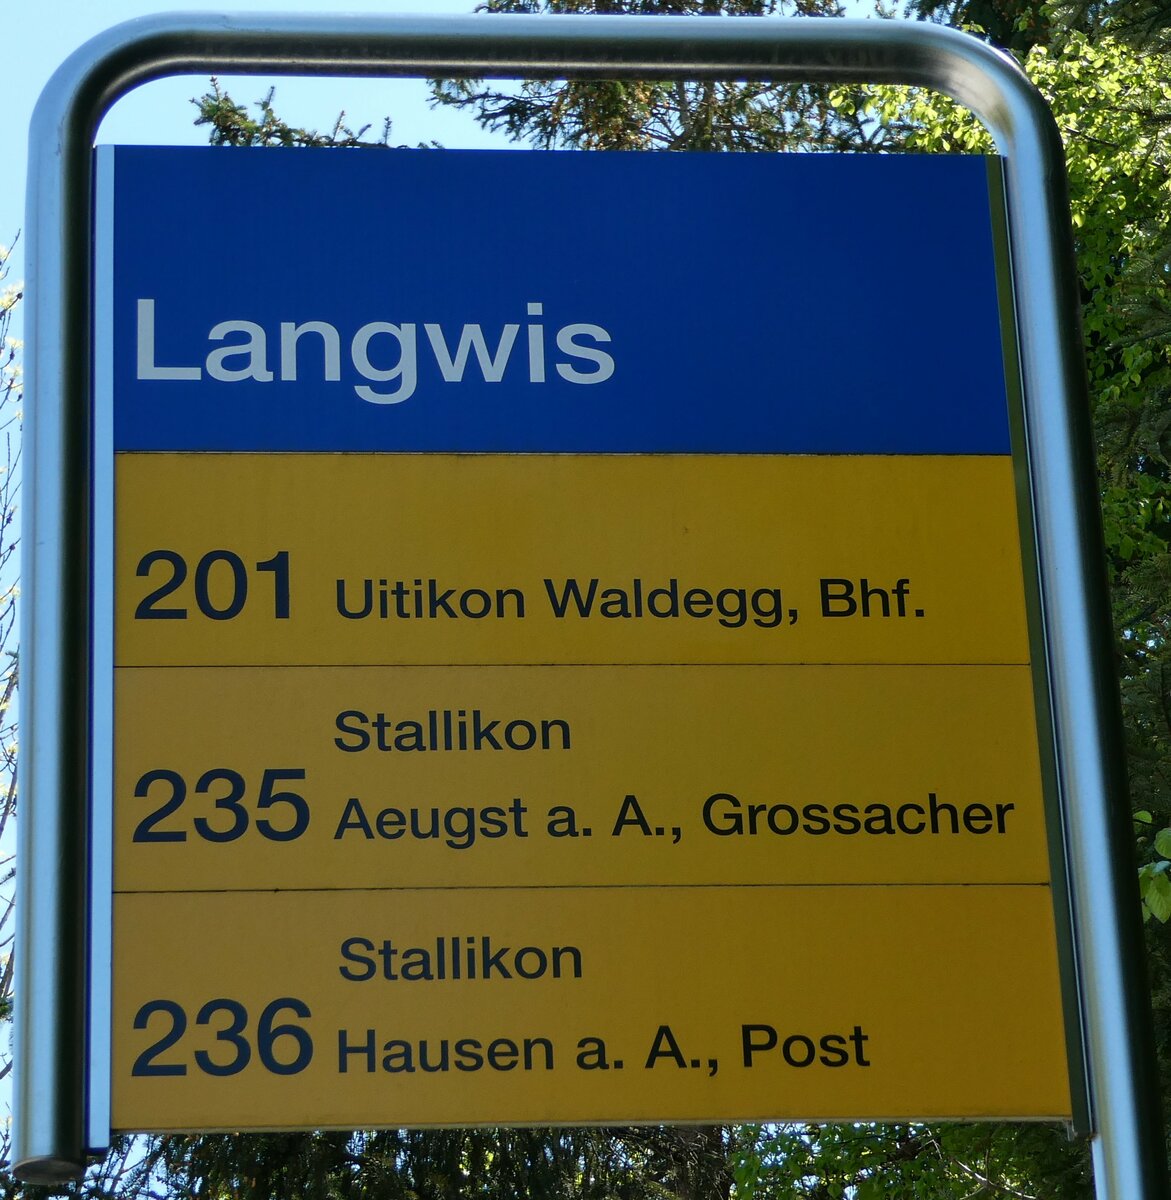 Langwis
201 Uitikon Waldegg, Bhf.
Stallikon
235 Aeugst a. A., Grossacher
Stallikon
236 Hausen a. A., Post